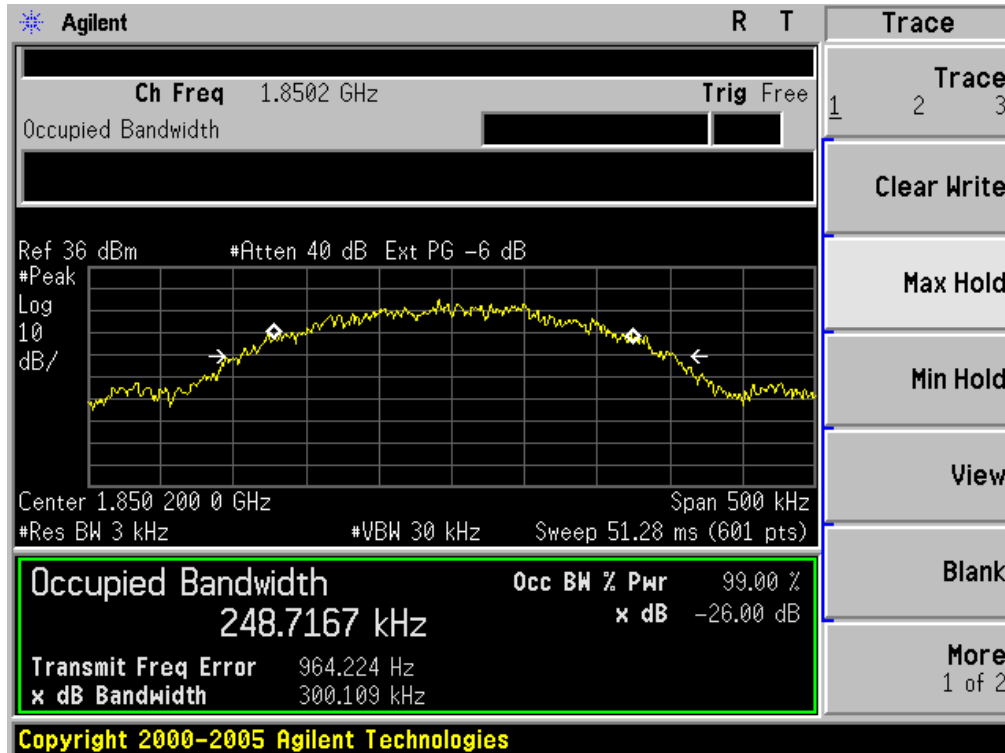 Agilent R T
Ch Freq 1.8502 GHz Trig Free
Occupied Bandwidth
Ref 36 dBm #Atten 40 dB Ext PG -6 dB
#Peak
Log
10
dB/
Center 1.850 200 0 GHz Span 500 kHz
#Res BW 3 kHz #VBW 30 kHz Sweep 51.28 ms (601 pts)
Occupied Bandwidth
248.7167 kHz
Occ BW % Pwr 99.00 %
x dB -26.00 dB
Transmit Freq Error 964.224 Hz
x dB Bandwidth 300.109 kHz
Copyright 2000-2005 Agilent Technologies
Trace
Trace
1 2 3
Clear Write
Max Hold
Min Hold
View
Blank
More
1 of 2